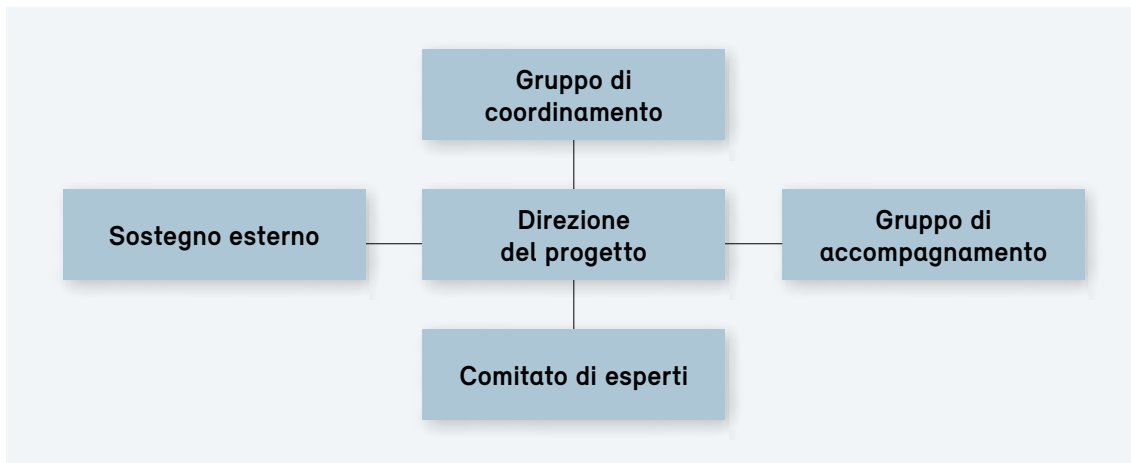 Gruppo di
coordinamento
Sostegno esterno
Direzione
del progetto
Gruppo di
accompagnamento
Comitato di esperti